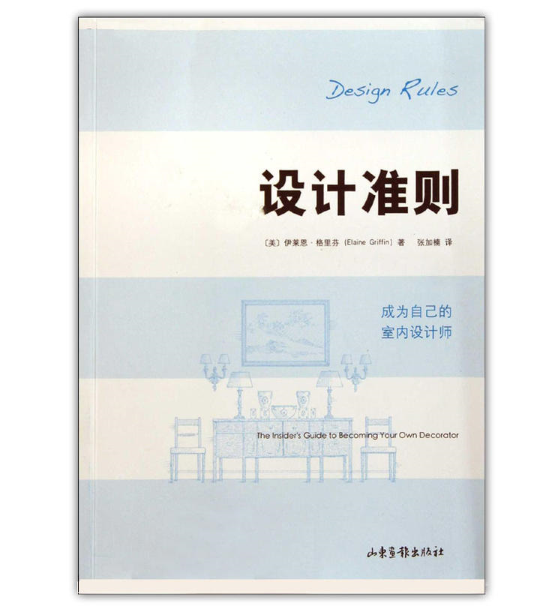 Design Rules
设计准则
〔美〕伊莱恩·格里芬 (Elaine Griffin) 著 张加楠 译
成为自己的
室内设计师
The Insider's Guide to Becoming Your Own Decorator
山东画报出版社